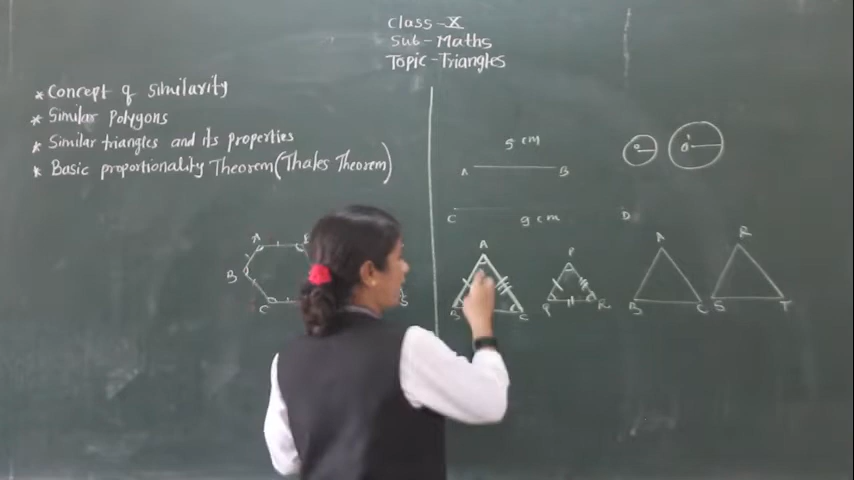 Class-X
Sub-Maths
Topic-Triangles
* Concept of similarity
* Similar Polygons
* Similar triangles and its properties
* Basic proportionality Theorem (Thales Theorem)
5 cm
A B
C 9 cm D
O O'
A
B
C
S
A
B C
P
Q R
A
B C
R
S T